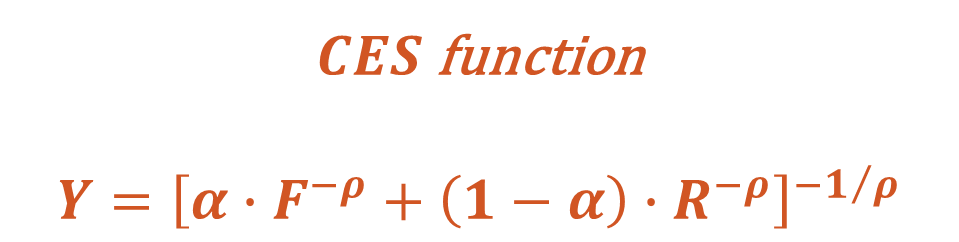 CES function
Y = [α · F^−ρ + (1 − α) · R^−ρ]^−1/ρ